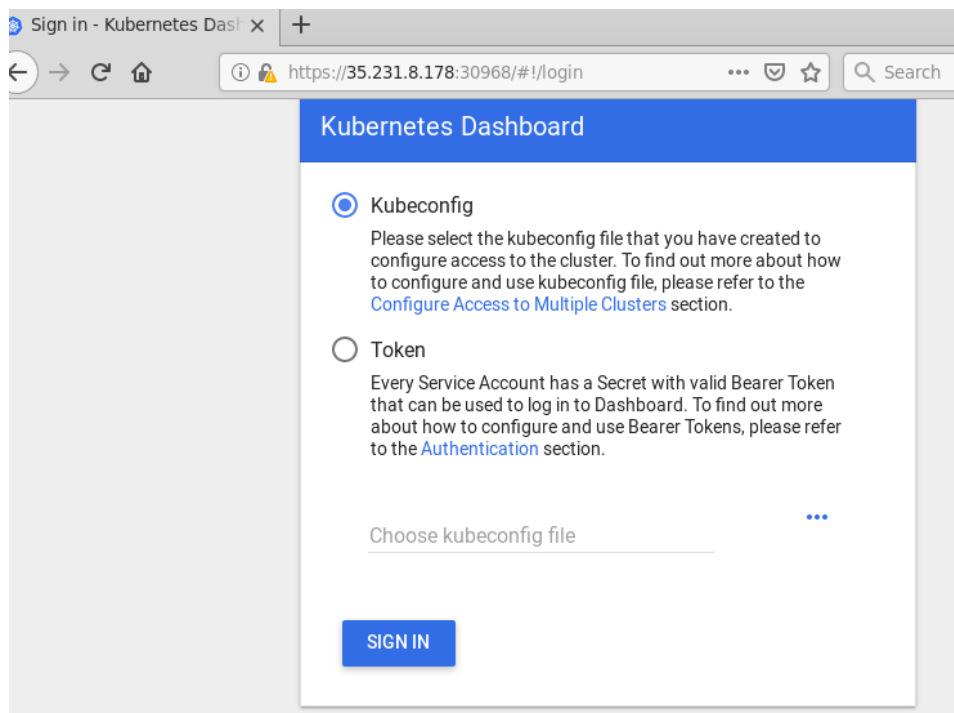 Sign in - Kubernetes Dash
https://35.231.8.178:30968/#!/login
Search
Kubernetes Dashboard
Kubeconfig
Please select the kubeconfig file that you have created to
configure access to the cluster. To find out more about how
to configure and use kubeconfig file, please refer to the
Configure Access to Multiple Clusters section.
Token
Every Service Account has a Secret with valid Bearer Token
that can be used to log in to Dashboard. To find out more
about how to configure and use Bearer Tokens, please refer
to the Authentication section.
Choose kubeconfig file
SIGN IN